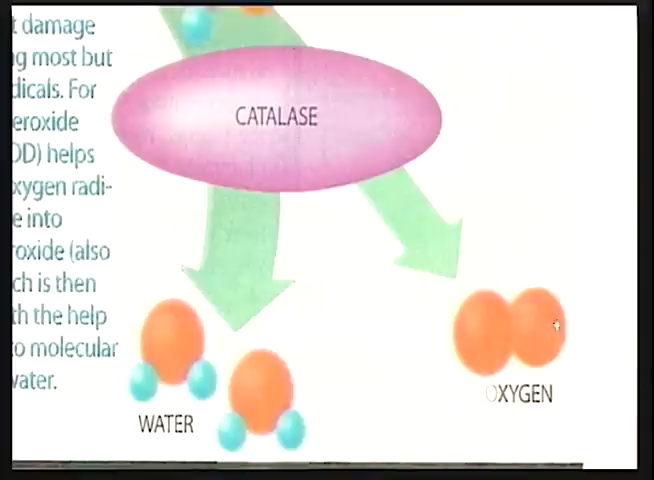 t damage
g most but
dicals. For
eroxide
OD) helps
xygen radi-
e into
roxide (also
ch is then
th the help
o molecular
vater.
CATALASE
WATER
OXYGEN